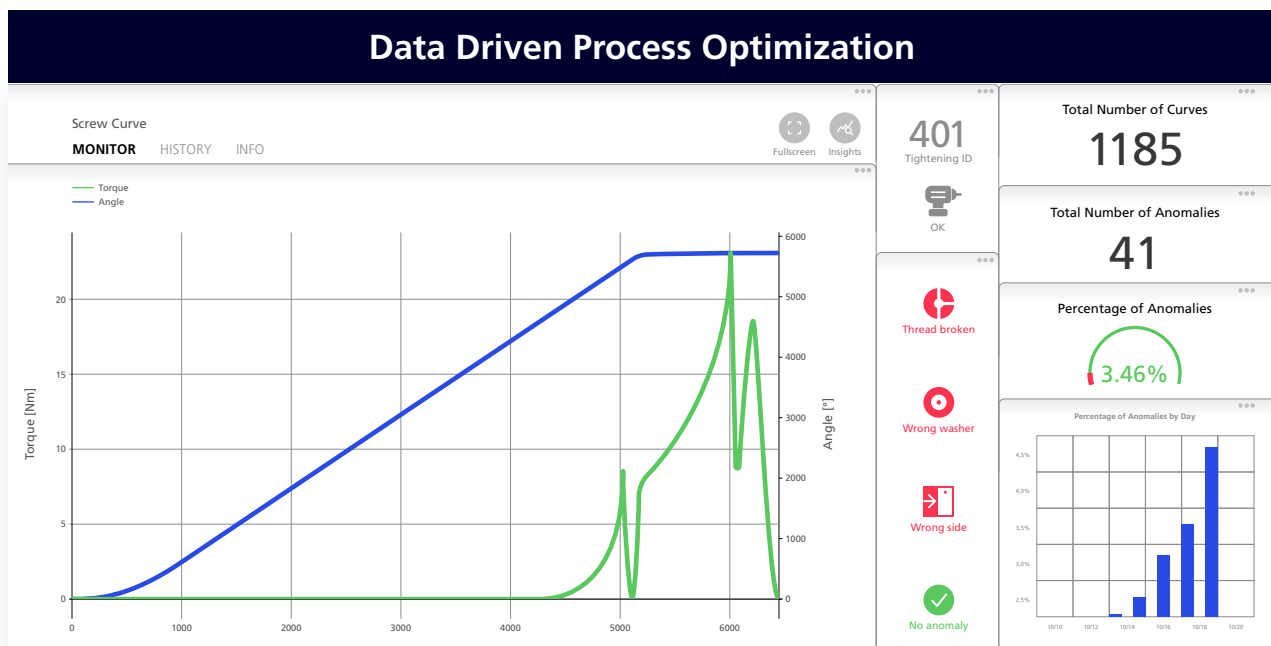 Data Driven Process Optimization
Screw Curve
MONITOR HISTORY INFO
Fullscreen Insights
Torque
Angle
Torque [Nm]
20
15
10
5
0
6000
5000
4000
3000
2000
1000
0
Angle [°]
0 1000 2000 3000 4000 5000 6000
401
Tightening ID
OK
Thread broken
Wrong washer
Wrong side
No anomaly
Total Number of Curves
1185
Total Number of Anomalies
41
Percentage of Anomalies
3.46%
Percentage of Anomalies by Day
4,5%
4,0%
3,5%
3,0%
2,5%
10/10 10/12 10/14 10/16 10/18 10/20